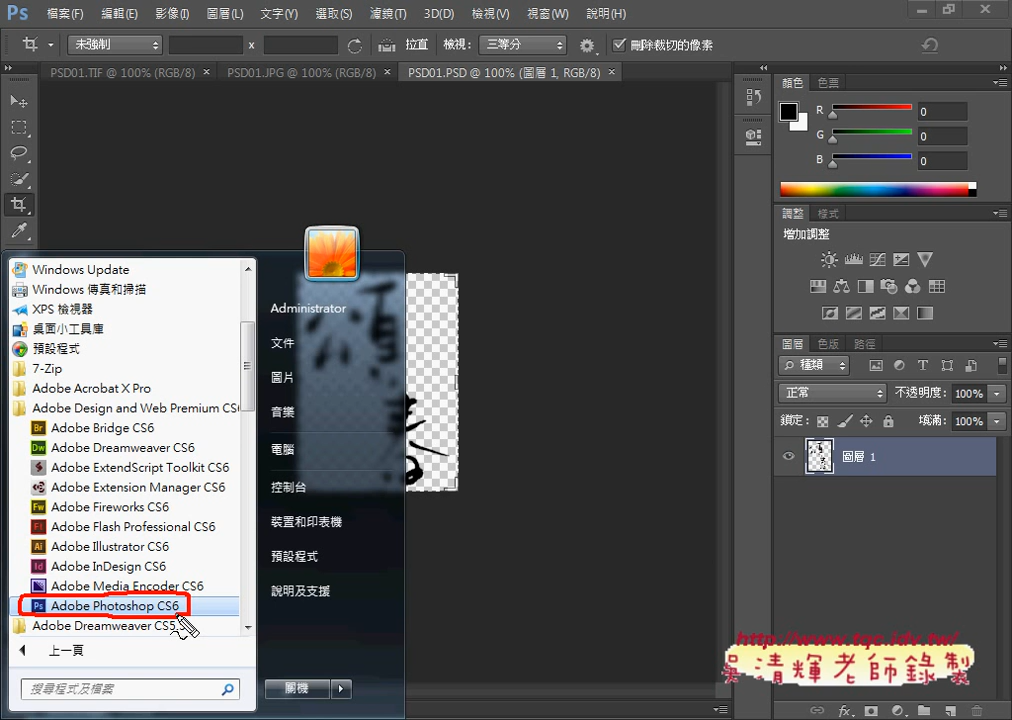 Ps 檔案(F) 編輯(E) 影像(I) 圖層(L) 文字(Y) 選取(S) 濾鏡(T) 3D(D) 檢視(V) 視窗(W) 說明(H)
未強制 x 拉直 檢視： 三等分 刪除裁切的像素
PSD01.TIF @ 100% (RGB/8) × PSD01.JPG @ 100% (RGB/8) × PSD01.PSD @ 100% (圖層 1, RGB/8) ×
顏色 色票
R 0
G 0
B 0
調整 樣式
增加調整
圖層 色版 路徑
種類
正常 不透明度： 100%
鎖定： 填滿： 100%
圖層 1
Windows Update
Windows 傳真和掃描
XPS 檢視器
桌面小工具庫
預設程式
7-Zip
Adobe Acrobat X Pro
Adobe Design and Web Premium CS6
Adobe Bridge CS6
Adobe Dreamweaver CS6
Adobe ExtendScript Toolkit CS6
Adobe Extension Manager CS6
Adobe Fireworks CS6
Adobe Flash Professional CS6
Adobe Illustrator CS6
Adobe InDesign CS6
Adobe Media Encoder CS6
Adobe Photoshop CS6
Adobe Dreamweaver CS5.5
上一頁
搜尋程式及檔案
Administrator
文件
圖片
音樂
電腦
控制台
裝置和印表機
預設程式
說明及支援
關機
http://www.tqc.idv.tw/
吳清輝老師錄製